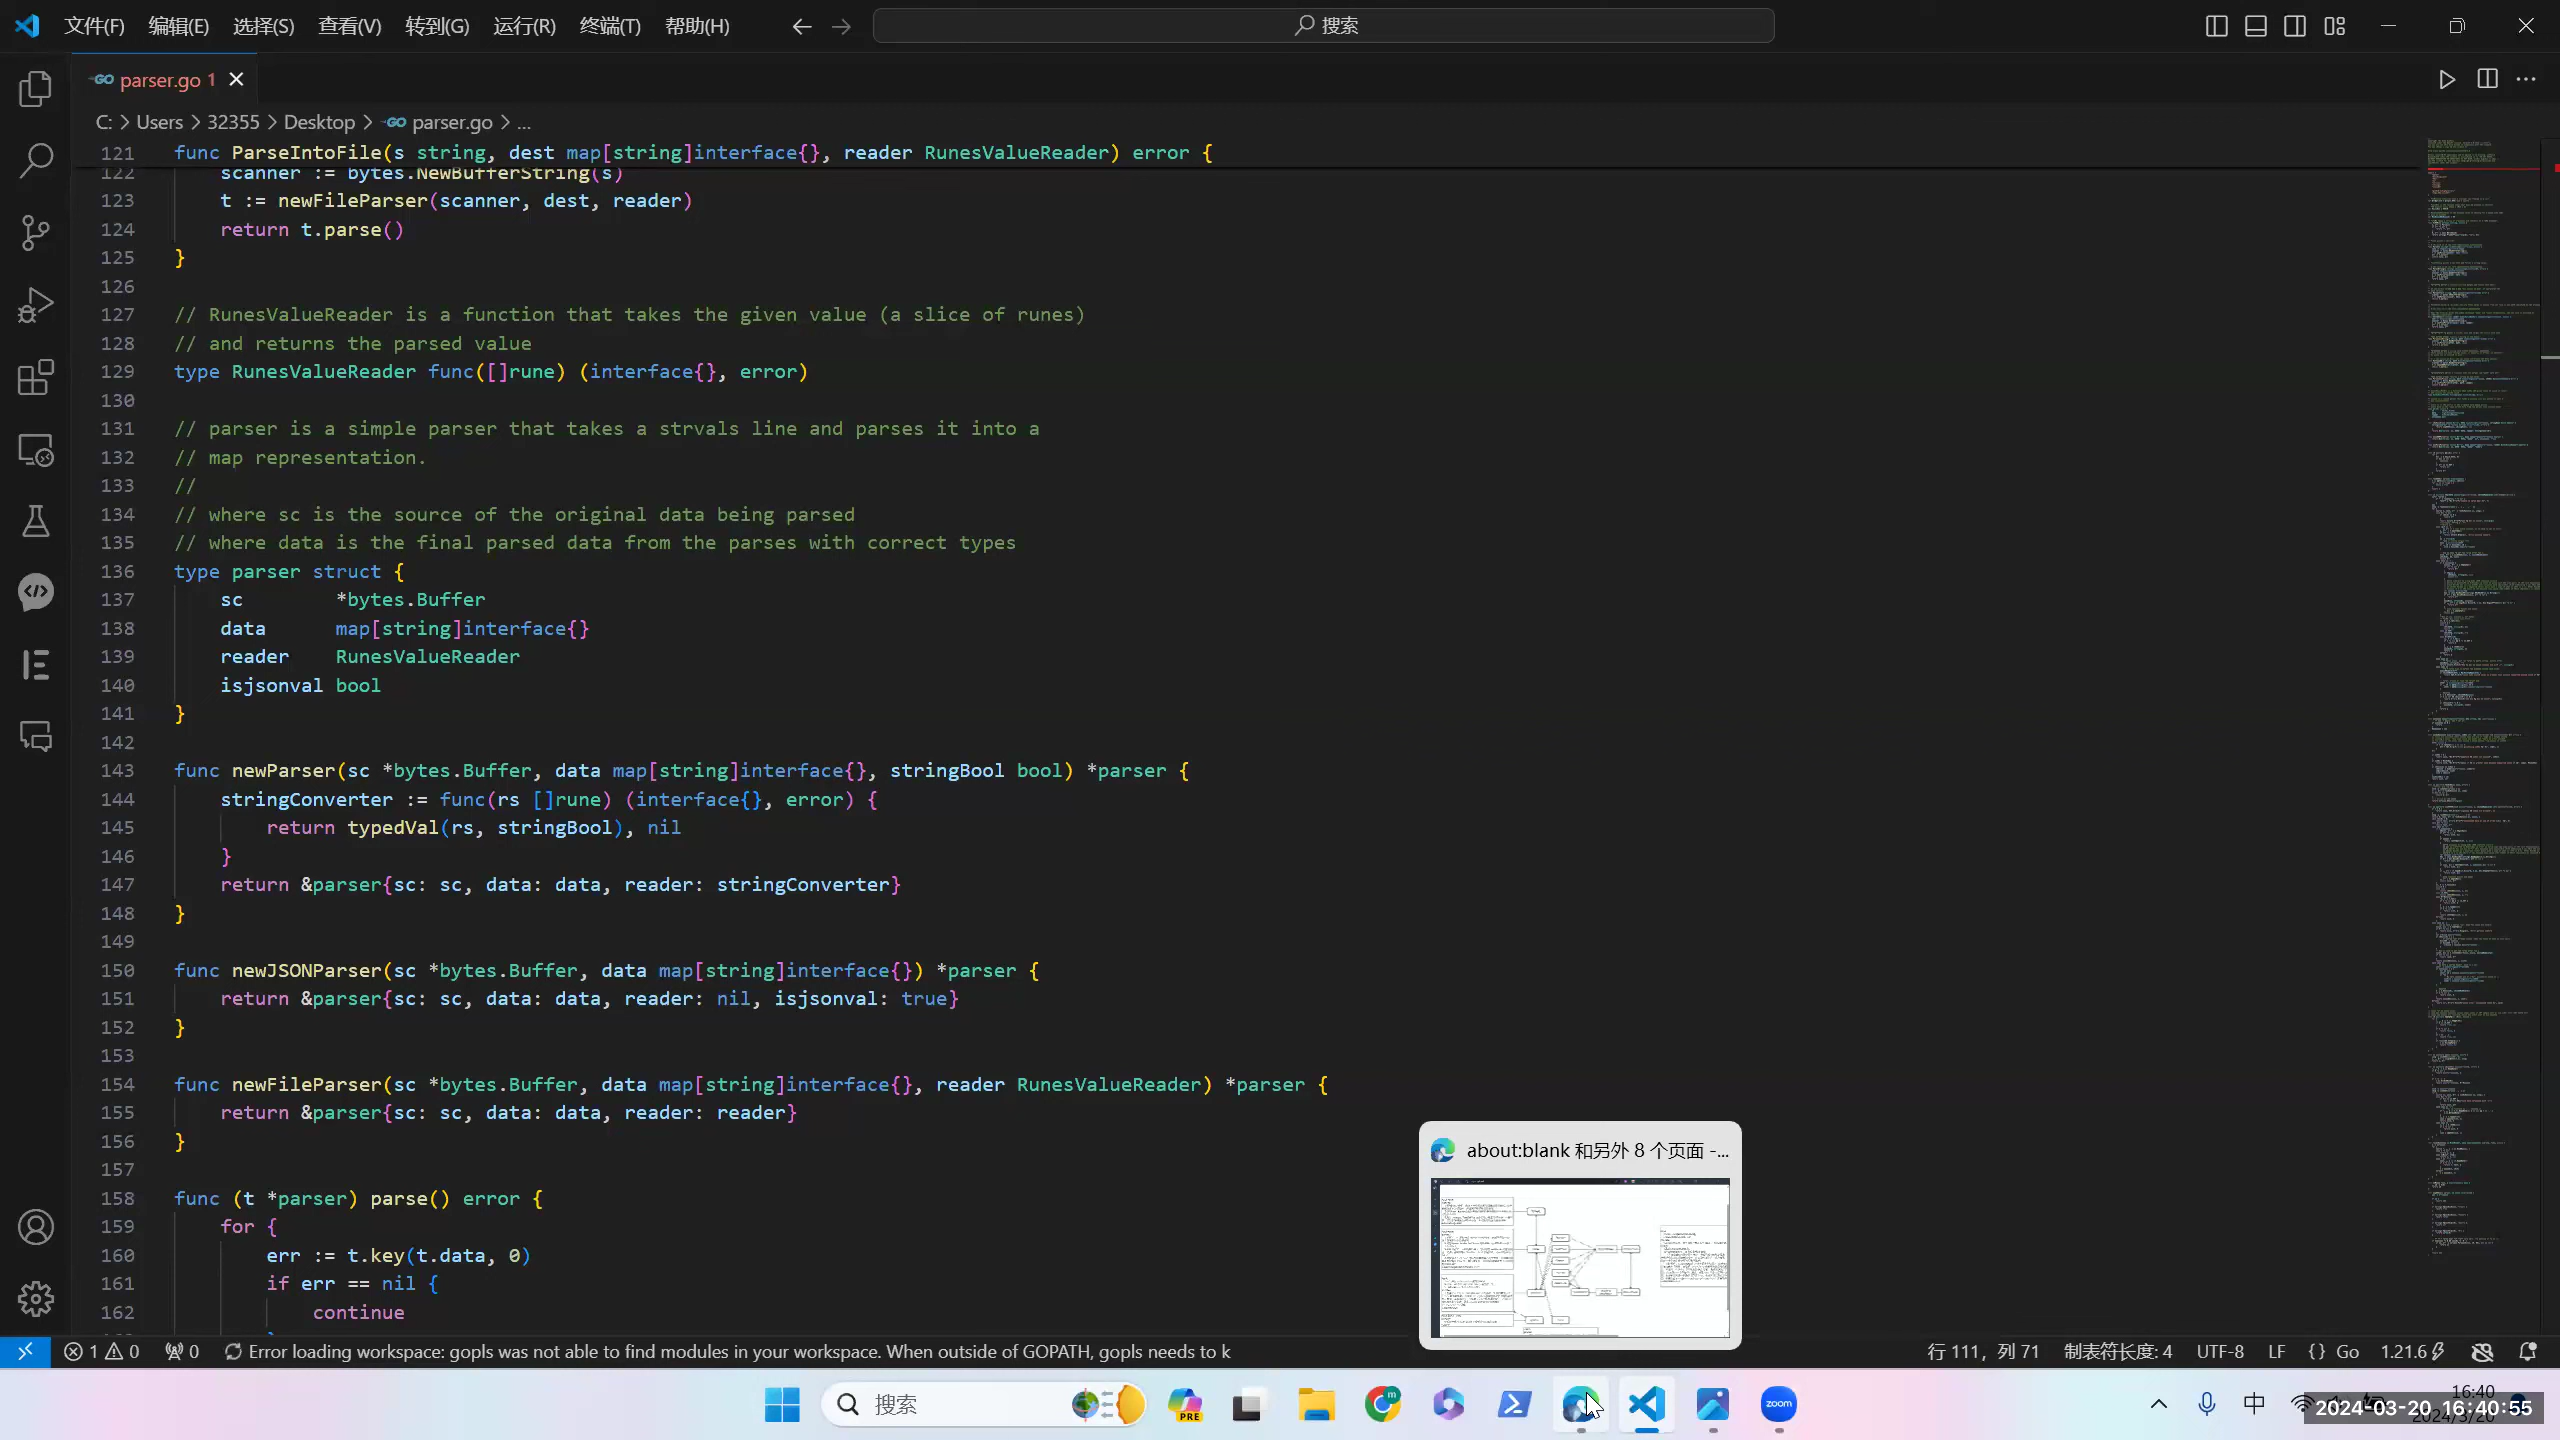 文件(F) 编辑(E) 选择(S) 查看(V) 转到(G) 运行(R) 终端(T) 帮助(H) 搜索
parser.go 1
C: > Users > 32355 > Desktop > parser.go > ...
121 func ParseIntoFile(s string, dest map[string]interface{}, reader RunesValueReader) error {
122 scanner := bytes.NewBufferString(s)
123 t := newFileParser(scanner, dest, reader)
124 return t.parse()
125 }
126
127 // RunesValueReader is a function that takes the given value (a slice of runes)
128 // and returns the parsed value
129 type RunesValueReader func([]rune) (interface{}, error)
130
131 // parser is a simple parser that takes a strvals line and parses it into a
132 // map representation.
133 //
134 // where sc is the source of the original data being parsed
135 // where data is the final parsed data from the parses with correct types
136 type parser struct {
137 sc *bytes.Buffer
138 data map[string]interface{}
139 reader RunesValueReader
140 isjsonval bool
141 }
142
143 func newParser(sc *bytes.Buffer, data map[string]interface{}, stringBool bool) *parser {
144 stringConverter := func(rs []rune) (interface{}, error) {
145 return typedVal(rs, stringBool), nil
146 }
147 return &parser{sc: sc, data: data, reader: stringConverter}
148 }
149
150 func newJSONParser(sc *bytes.Buffer, data map[string]interface{}) *parser {
151 return &parser{sc: sc, data: data, reader: nil, isjsonval: true}
152 }
153
154 func newFileParser(sc *bytes.Buffer, data map[string]interface{}, reader RunesValueReader) *parser {
155 return &parser{sc: sc, data: data, reader: reader}
156 }
157
158 func (t *parser) parse() error {
159 for {
160 err := t.key(t.data, 0)
161 if err == nil {
162 continue
about:blank 和另外 8 个页面 -...
1 0 0 Error loading workspace: gopls was not able to find modules in your workspace. When outside of GOPATH, gopls needs to k
行 111, 列 71 制表符长度: 4 UTF-8 LF {} Go 1.21.6
搜索
PRE
m
zoom
中
16:40
2024/3/20
2024-03-20 16:40:55